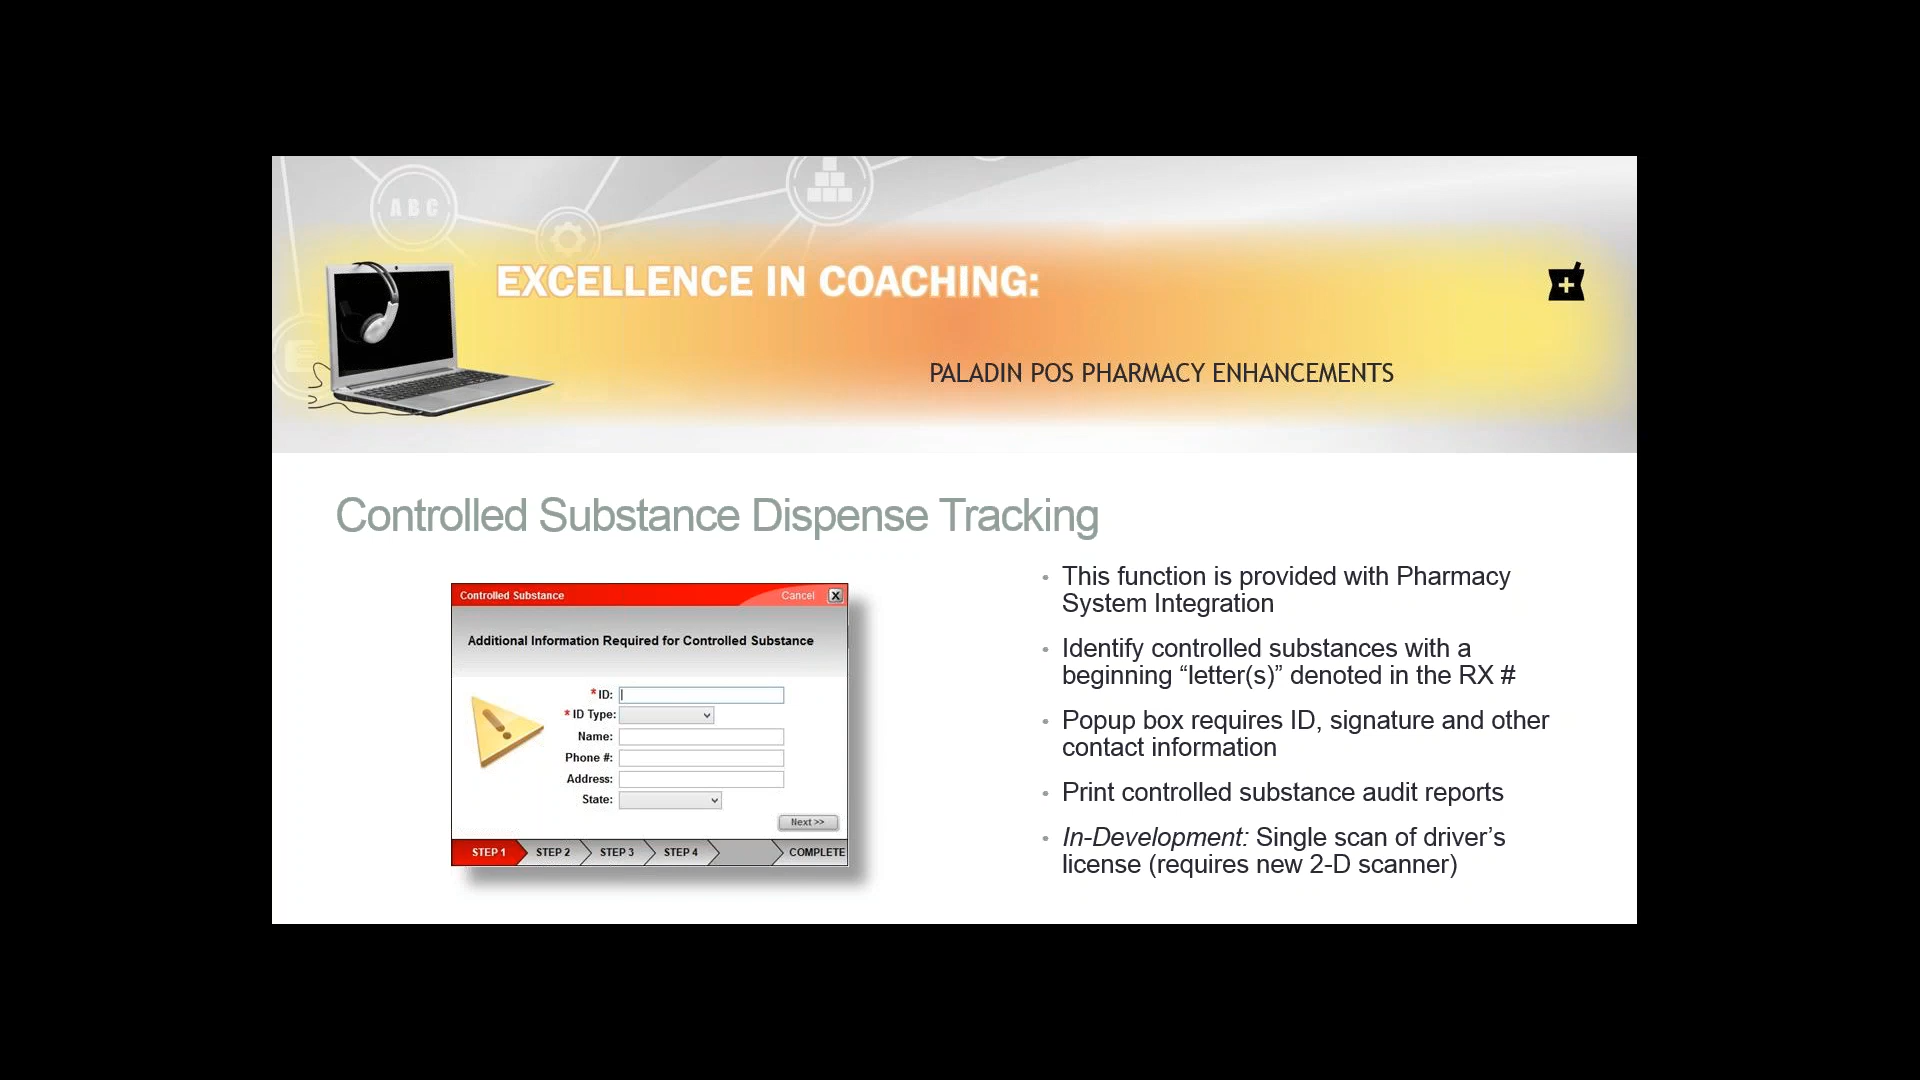 ABC
EXCELLENCE IN COACHING:
PALADIN POS PHARMACY ENHANCEMENTS
Controlled Substance Dispense Tracking
Controlled Substance Cancel X
Additional Information Required for Controlled Substance
* ID:
* ID Type:
Name:
Phone #:
Address:
State:
Next >>
STEP 1 STEP 2 STEP 3 STEP 4 COMPLETE
• This function is provided with Pharmacy
System Integration
• Identify controlled substances with a
beginning “letter(s)” denoted in the RX #
• Popup box requires ID, signature and other
contact information
• Print controlled substance audit reports
• In-Development: Single scan of driver’s
license (requires new 2-D scanner)